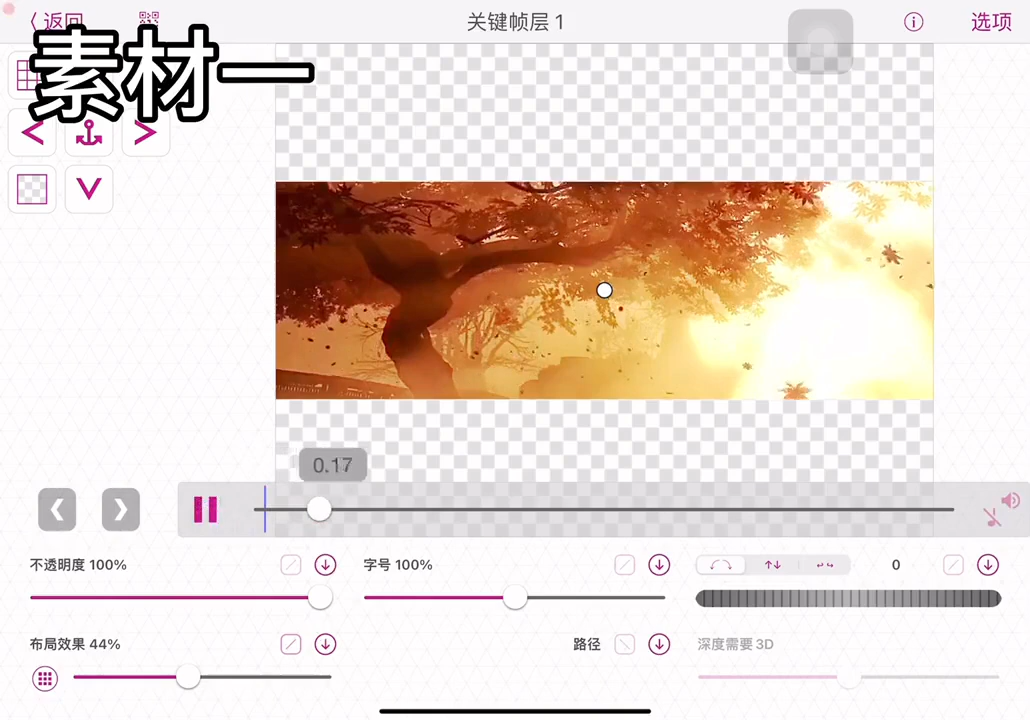 返回
关键帧层 1
选项
素材一
0.17
不透明度 100%
字号 100%
0
布局效果 44%
路径
深度需要 3D